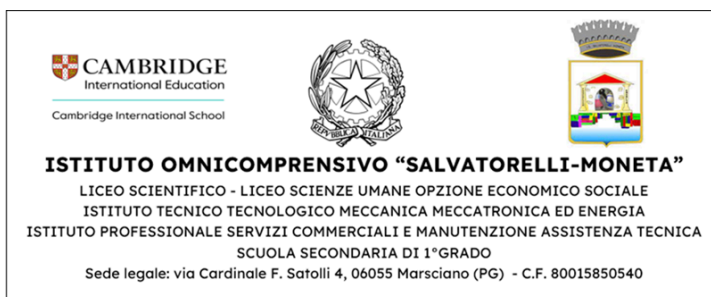 CAMBRIDGE
International Education
Cambridge International School
REPVBBLICA ITALIANA
ISTITUTO OMNICOMPRENSIVO “SALVATORELLI-MONETA”
LICEO SCIENTIFICO - LICEO SCIENZE UMANE OPZIONE ECONOMICO SOCIALE
ISTITUTO TECNICO TECNOLOGICO MECCANICA MECCATRONICA ED ENERGIA
ISTITUTO PROFESSIONALE SERVIZI COMMERCIALI E MANUTENZIONE ASSISTENZA TECNICA
SCUOLA SECONDARIA DI 1°GRADO
Sede legale: via Cardinale F. Satolli 4, 06055 Marsciano (PG) - C.F. 80015850540